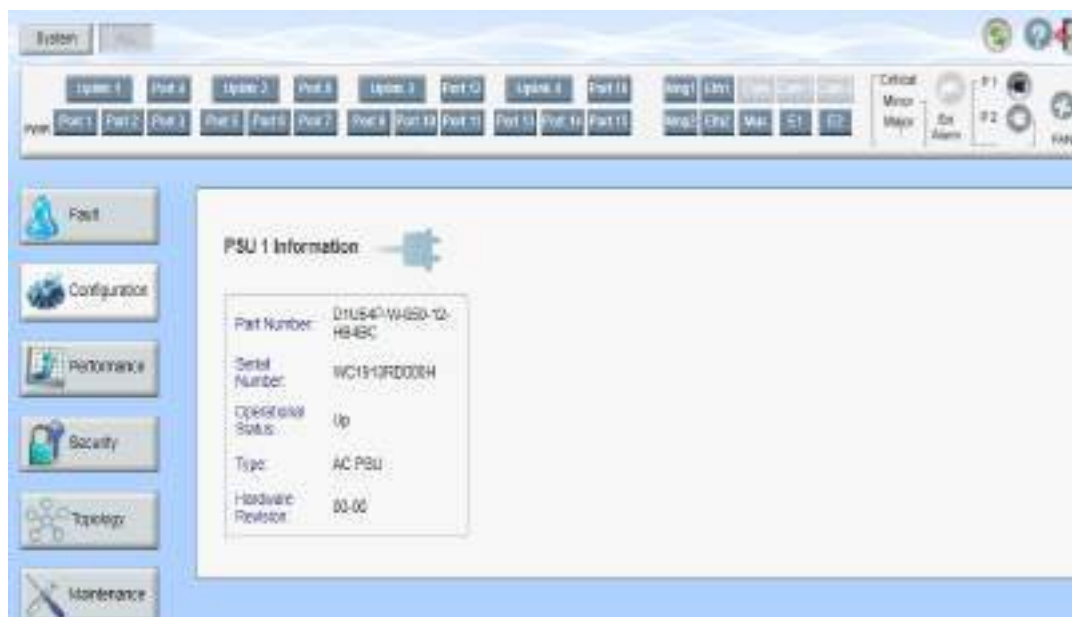 System
Uplink 1 Port 4 Uplink 2 Port 8 Uplink 3 Port 12 Uplink 4 Port 16 Mng1 Eth1
PWR Port 1 Port 2 Port 3 Port 5 Port 6 Port 7 Port 9 Port 10 Port 11 Port 13 Port 14 Port 15 Mng2 Eth2 Mux E1 E2
Critical
Minor
Major
Ext
Alarm
P1
P2
FAN
Fault
Configuration
Performance
Security
Topology
Maintenance
PSU 1 Information
Part Number:
Serial
Number:
Operational
Status:
Up
Type:
AC PSU
Hardware
Revision:
00-00